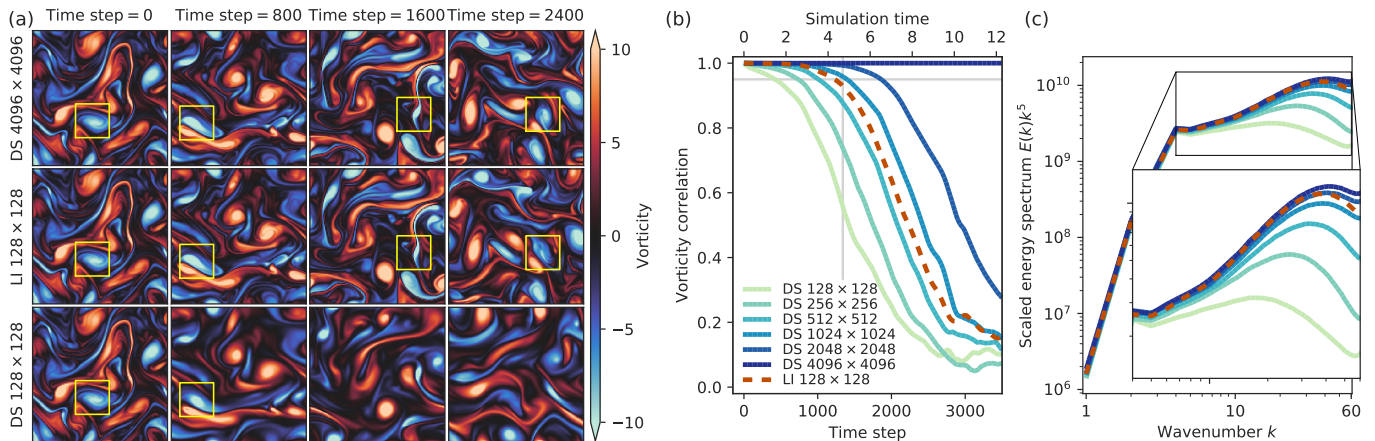 (a)
Time step = 0
Time step = 800
Time step = 1600
Time step = 2400
DS 4096 × 4096
LI 128 × 128
DS 128 × 128
10
5
0
−5
−10
Vorticity
(b)
Simulation time
0 2 4 6 8 10 12
Vorticity correlation
1.0
0.8
0.6
0.4
0.2
0.0
DS 128 × 128
DS 256 × 256
DS 512 × 512
DS 1024 × 1024
DS 2048 × 2048
DS 4096 × 4096
LI 128 × 128
0 1000 2000 3000
Time step
(c)
Scaled energy spectrum E(k)k⁵
10¹⁰
10⁹
10⁸
10⁷
10⁶
1 10 60
Wavenumber k